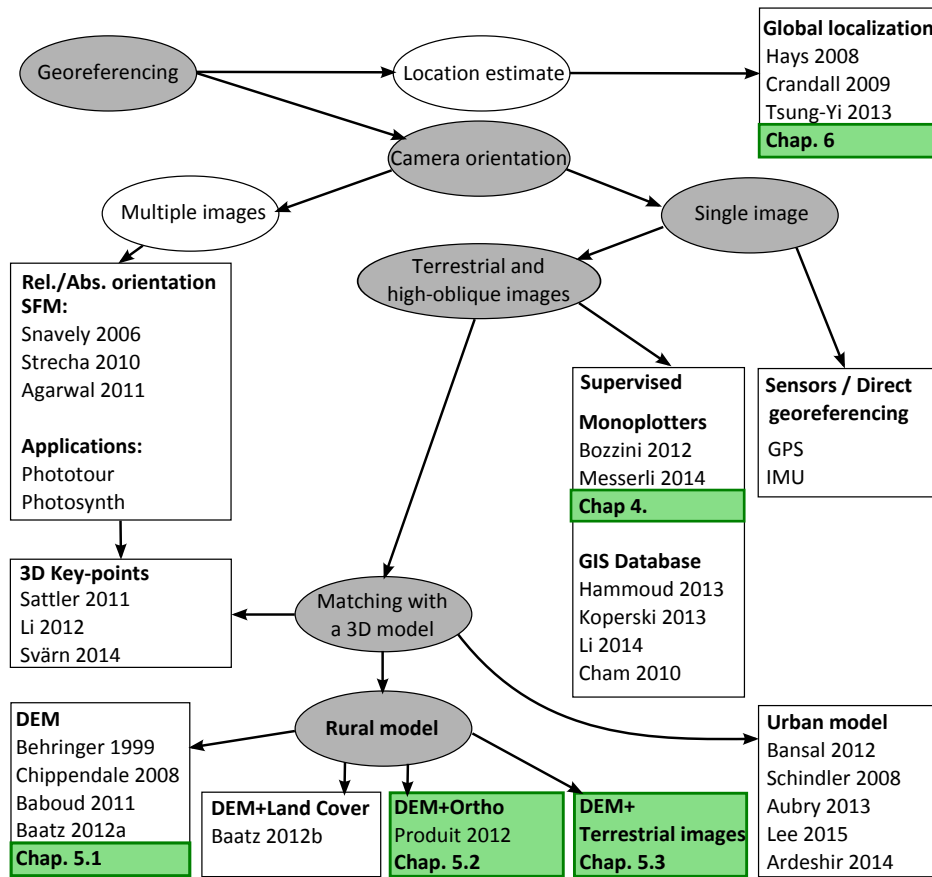 Georeferencing
Location estimate
Global localization
Hays 2008
Crandall 2009
Tsung-Yi 2013
Chap. 6
Camera orientation
Multiple images
Single image
Rel./Abs. orientation
SFM:
Snavely 2006
Strecha 2010
Agarwal 2011
Applications:
Phototour
Photosynth
Terrestrial and
high-oblique images
Supervised
Monoplotters
Bozzini 2012
Messerli 2014
Chap 4.
GIS Database
Hammoud 2013
Koperski 2013
Li 2014
Cham 2010
Sensors / Direct
georeferencing
GPS
IMU
3D Key-points
Sattler 2011
Li 2012
Svärn 2014
Matching with
a 3D model
Rural model
DEM
Behringer 1999
Chippendale 2008
Baboud 2011
Baatz 2012a
Chap. 5.1
DEM+Land Cover
Baatz 2012b
DEM+Ortho
Produit 2012
Chap. 5.2
DEM+
Terrestrial images
Chap. 5.3
Urban model
Bansal 2012
Schindler 2008
Aubry 2013
Lee 2015
Ardeshir 2014